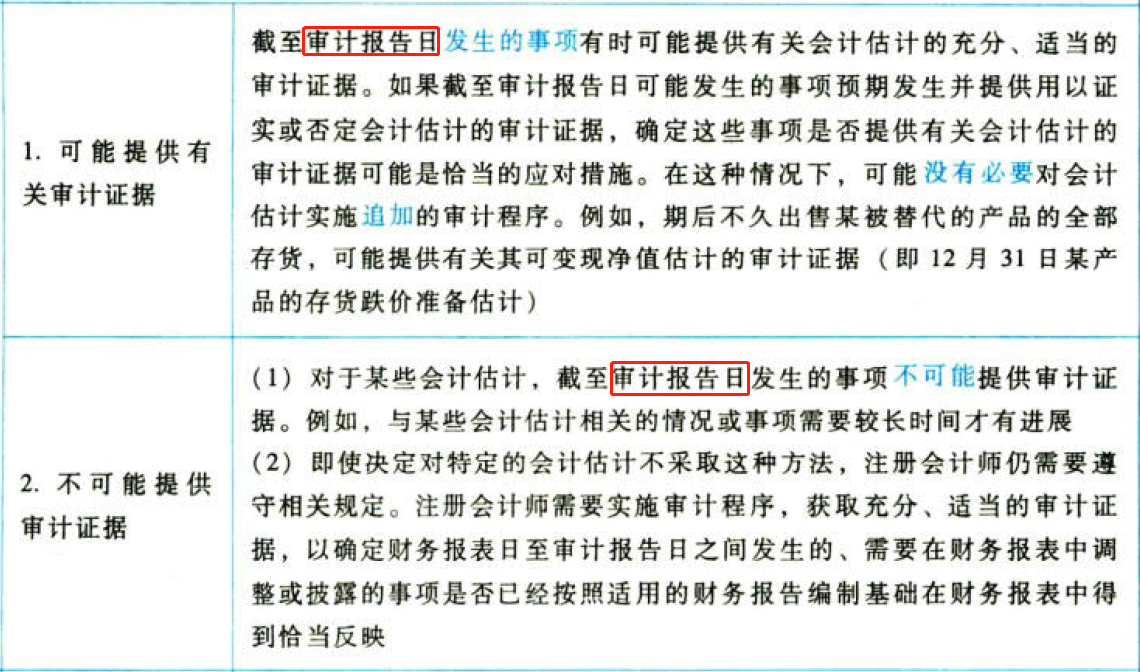 1. 可能提供有
关审计证据
截至审计报告日发生的事项有时可能提供有关会计估计的充分、适当的
审计证据。如果截至审计报告日可能发生的事项预期发生并提供用以证
实或否定会计估计的审计证据，确定这些事项是否提供有关会计估计的
审计证据可能是恰当的应对措施。在这种情况下，可能没有必要对会计
估计实施追加的审计程序。例如，期后不久出售某被替代的产品的全部
存货，可能提供有关其可变现净值估计的审计证据（即 12 月 31 日某产
品的存货跌价准备估计）
2. 不可能提供
审计证据
（1）对于某些会计估计，截至审计报告日发生的事项不可能提供审计证
据。例如，与某些会计估计相关的情况或事项需要较长时间才有进展
（2）即使决定对特定的会计估计不采取这种方法，注册会计师仍需要遵
守相关规定。注册会计师需要实施审计程序，获取充分、适当的审计证
据，以确定财务报表日至审计报告日之间发生的、需要在财务报表中调
整或披露的事项是否已经按照适用的财务报告编制基础在财务报表中得
到恰当反映